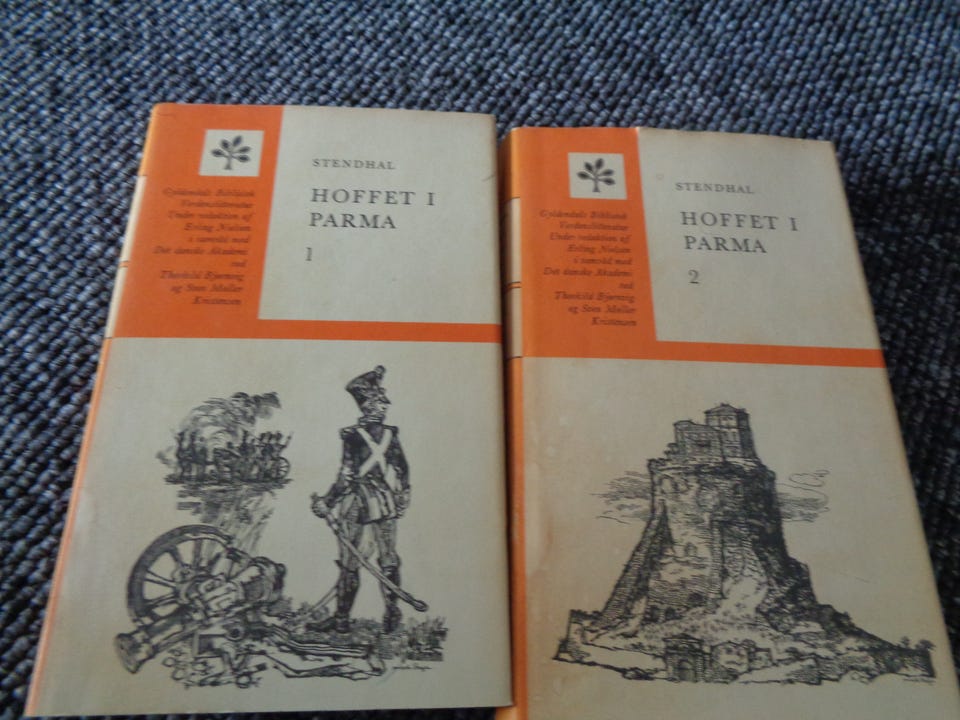 STENDHAL
HOFFET I
PARMA
1
Gyldendals Bibliotek
Verdenslitteratur
Under redaktion af
Erling Nielsen
i samråd med
Det danske Akademi
ved
Thorkild Bjørnvig
og Sven Møller
Kristensen
STENDHAL
HOFFET I
PARMA
2
Gyldendals Bibliotek
Verdenslitteratur
Under redaktion af
Erling Nielsen
i samråd med
Det danske Akademi
ved
Thorkild Bjørnvig
og Sven Møller
Kristensen